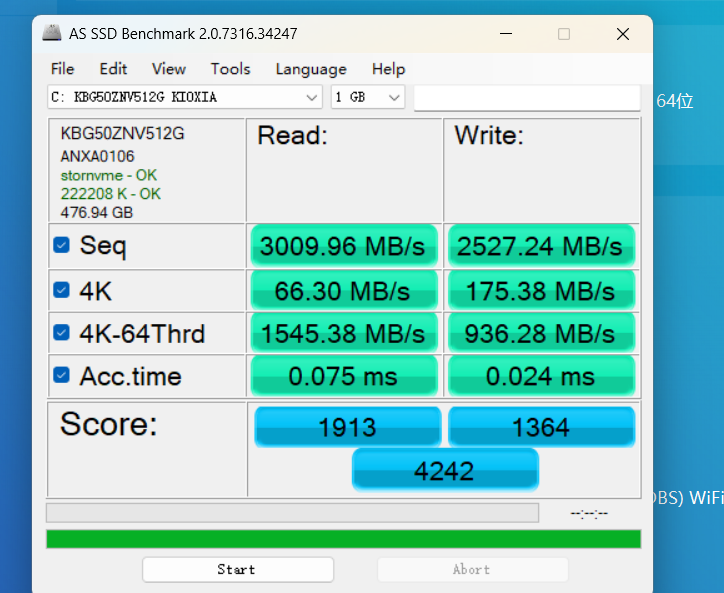 AS SSD Benchmark 2.0.7316.34247
File Edit View Tools Language Help
C: KBG50ZNV512G KIOXIA 1 GB
64位
KBG50ZNV512G
ANXA0106
stornvme - OK
222208 K - OK
476.94 GB
Read: Write:
Seq 3009.96 MB/s 2527.24 MB/s
4K 66.30 MB/s 175.38 MB/s
4K-64Thrd 1545.38 MB/s 936.28 MB/s
Acc.time 0.075 ms 0.024 ms
Score: 1913 1364
4242
DBS) WiFi
--:--:--
Start Abort